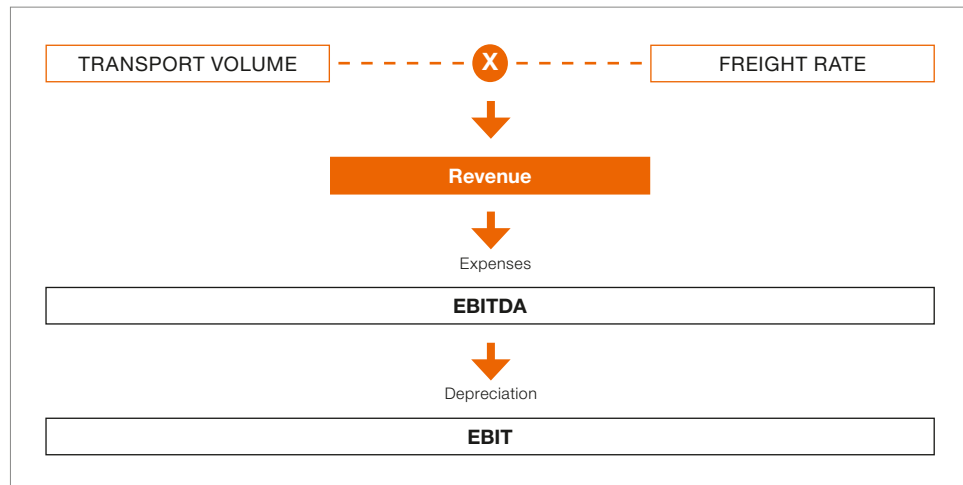 TRANSPORT VOLUME X FREIGHT RATE
Revenue
Expenses
EBITDA
Depreciation
EBIT